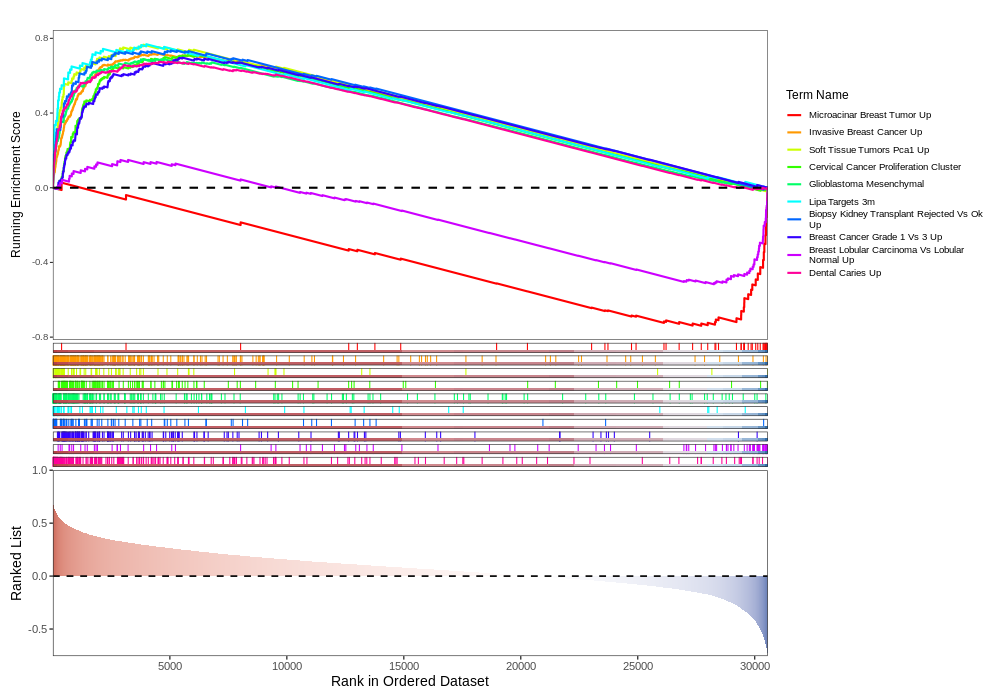 0.8
0.4
0.0
-0.4
-0.8
Running Enrichment Score
Term Name
Microacinar Breast Tumor Up
Invasive Breast Cancer Up
Soft Tissue Tumors Pca1 Up
Cervical Cancer Proliferation Cluster
Glioblastoma Mesenchymal
Lipa Targets 3m
Biopsy Kidney Transplant Rejected Vs Ok
Up
Breast Cancer Grade 1 Vs 3 Up
Breast Lobular Carcinoma Vs Lobular
Normal Up
Dental Caries Up
1.0
0.5
0.0
-0.5
Ranked List
5000
10000
15000
20000
25000
30000
Rank in Ordered Dataset